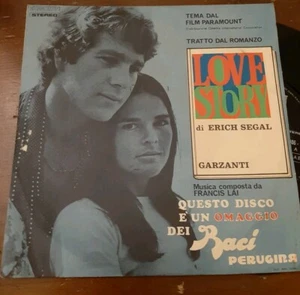 STEREO
TEMA DAL
FILM PARAMOUNT
TRATTO DAL ROMANZO
LOVE
STORY
di ERICH SEGAL
GARZANTI
Musica composta da
FRANCIS LAI
QUESTO DISCO
E' UN OMAGGIO
DEI Baci
PERUGINA